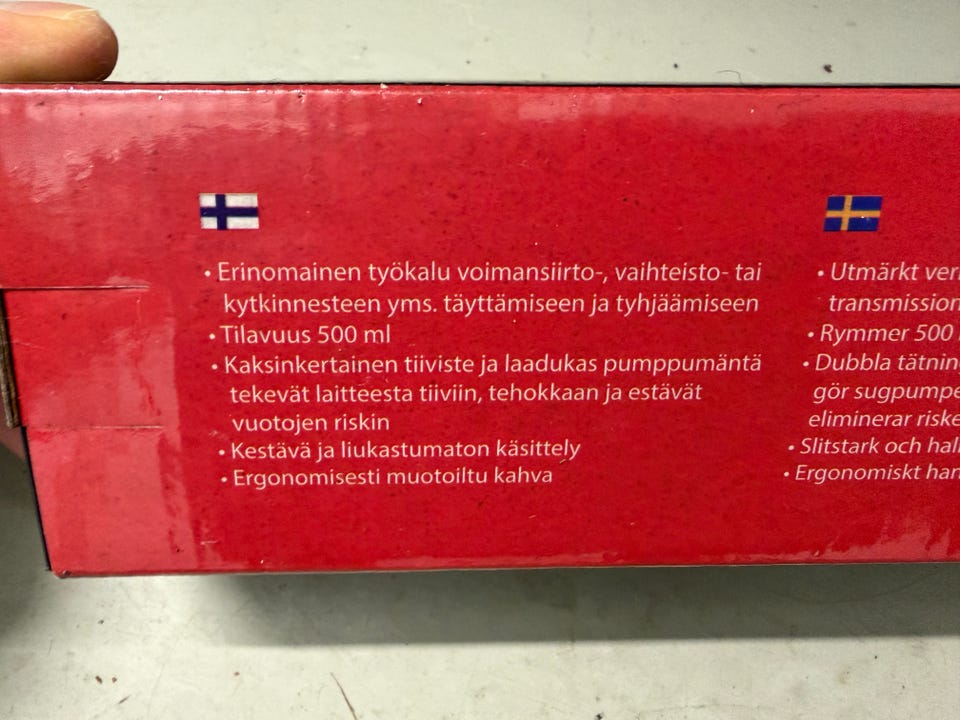 • Erinomainen työkalu voimansiirto-, vaihteisto- tai
kytkinnesteen yms. täyttämiseen ja tyhjäämiseen
• Tilavuus 500 ml
• Kaksinkertainen tiiviste ja laadukas pumppumäntä
tekevät laitteesta tiiviin, tehokkaan ja estävät
vuotojen riskin
• Kestävä ja liukastumaton käsittely
• Ergonomisesti muotoiltu kahva
• Utmärkt
transmission
• Rymmer 500
• Dubbla
gör
eliminerar
• Slitstark och
• Ergonomiskt